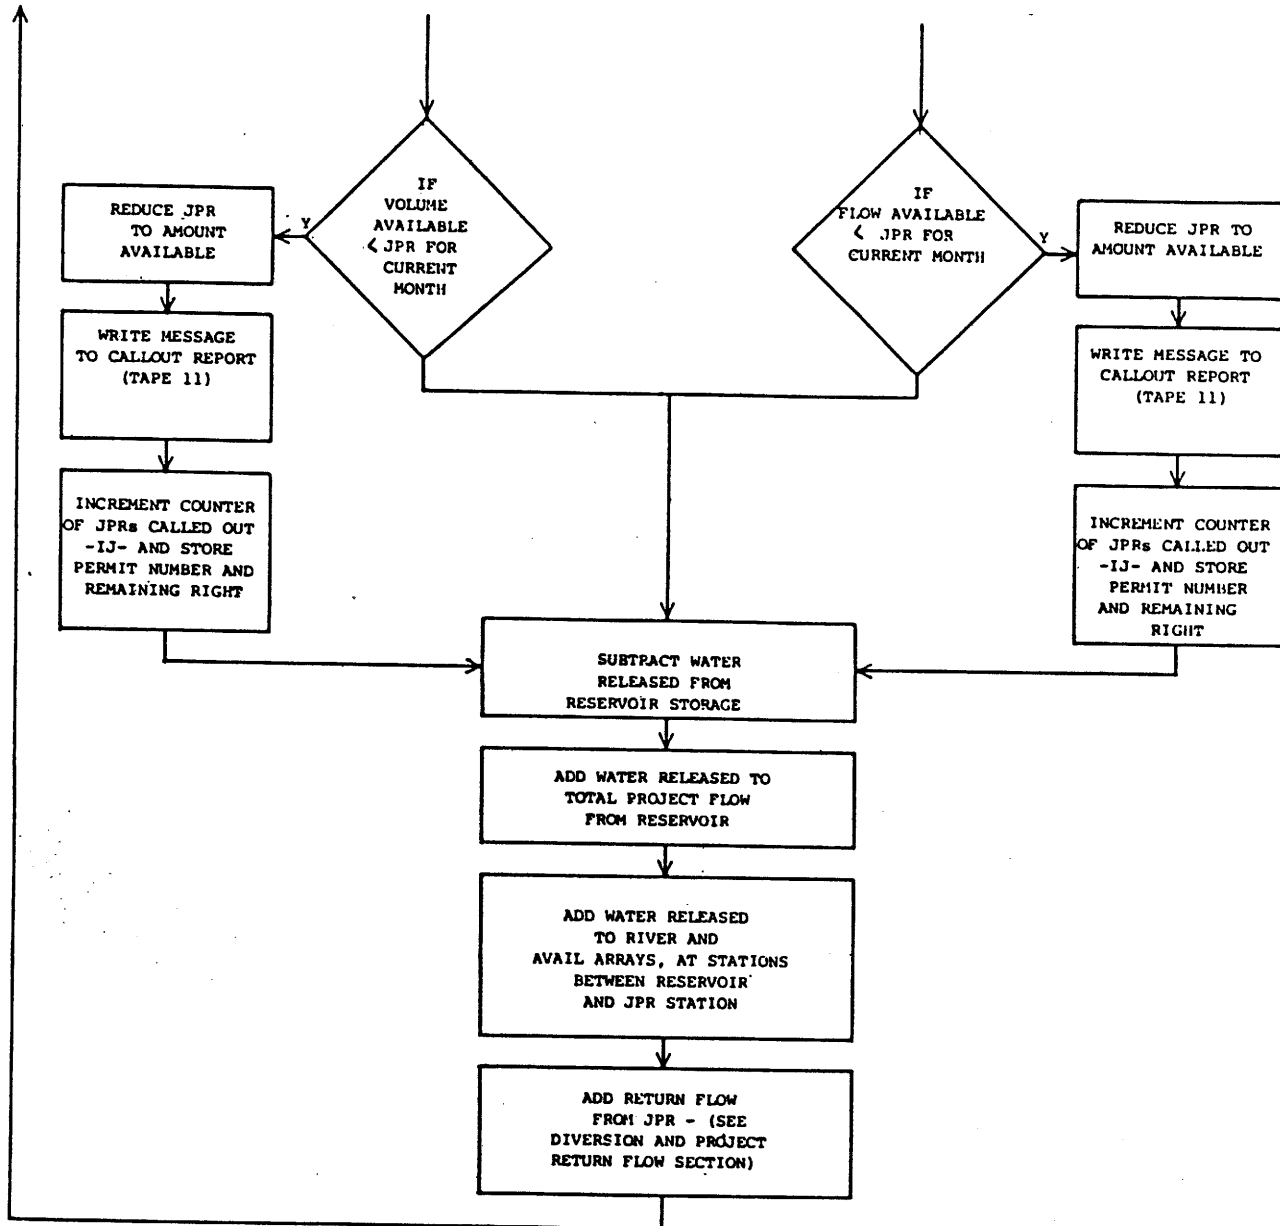 IF
VOLUME
AVAILABLE
< JPR FOR
CURRENT
MONTH
Y
REDUCE JPR
TO AMOUNT
AVAILABLE
WRITE MESSAGE
TO CALLOUT REPORT
(TAPE 11)
INCREMENT COUNTER
OF JPRs CALLED OUT
-IJ- AND STORE
PERMIT NUMBER AND
REMAINING RIGHT
IF
FLOW AVAILABLE
< JPR FOR
CURRENT MONTH
Y
REDUCE JPR TO
AMOUNT AVAILABLE
WRITE MESSAGE TO
CALLOUT REPORT
(TAPE 11)
INCREMENT COUNTER
OF JPRs CALLED OUT
-IJ- AND STORE
PERMIT NUMBER
AND REMAINING
RIGHT
SUBTRACT WATER
RELEASED FROM
RESERVOIR STORAGE
ADD WATER RELEASED TO
TOTAL PROJECT FLOW
FROM RESERVOIR
ADD WATER RELEASED
TO RIVER AND
AVAIL ARRAYS, AT STATIONS
BETWEEN RESERVOIR
AND JPR STATION
ADD RETURN FLOW
FROM JPR - (SEE
DIVERSION AND PROJECT
RETURN FLOW SECTION)